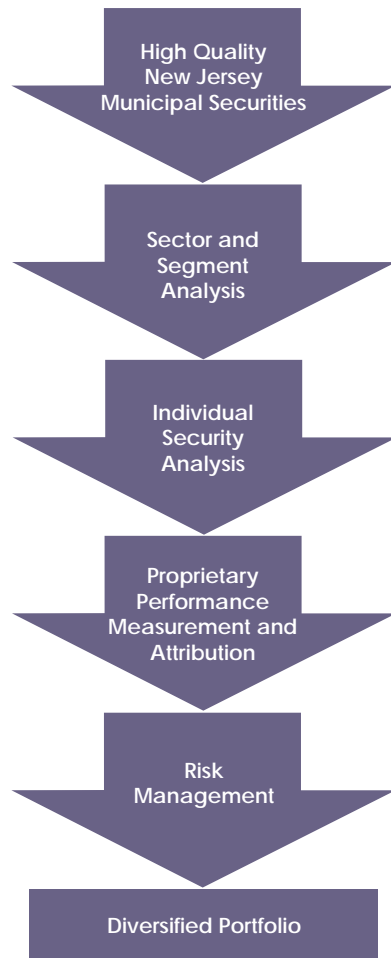 High Quality
New Jersey
Municipal Securities
Sector and
Segment
Analysis
Individual
Security
Analysis
Proprietary
Performance
Measurement and
Attribution
Risk
Management
Diversified Portfolio